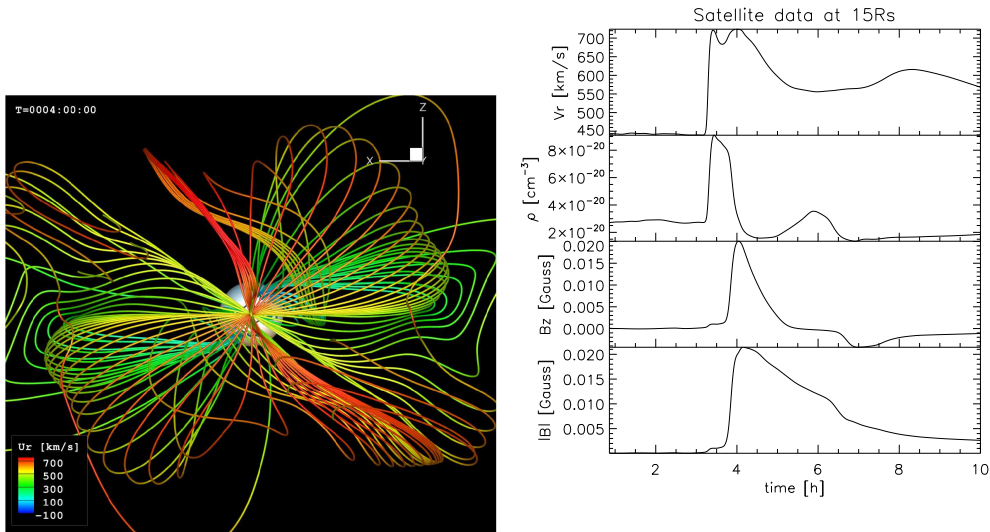 T=0004:00:00
Z
X
Y
Ur [km/s]
700
500
300
100
-100
Satellite data at 15Rs
Vr [km/s]
700
650
600
550
500
450
ρ [cm⁻³]
8×10⁻²⁰
6×10⁻²⁰
4×10⁻²⁰
2×10⁻²⁰
Bz [Gauss]
0.020
0.015
0.010
0.005
0.000
|B| [Gauss]
0.020
0.015
0.010
0.005
2 4 6 8 10
time [h]